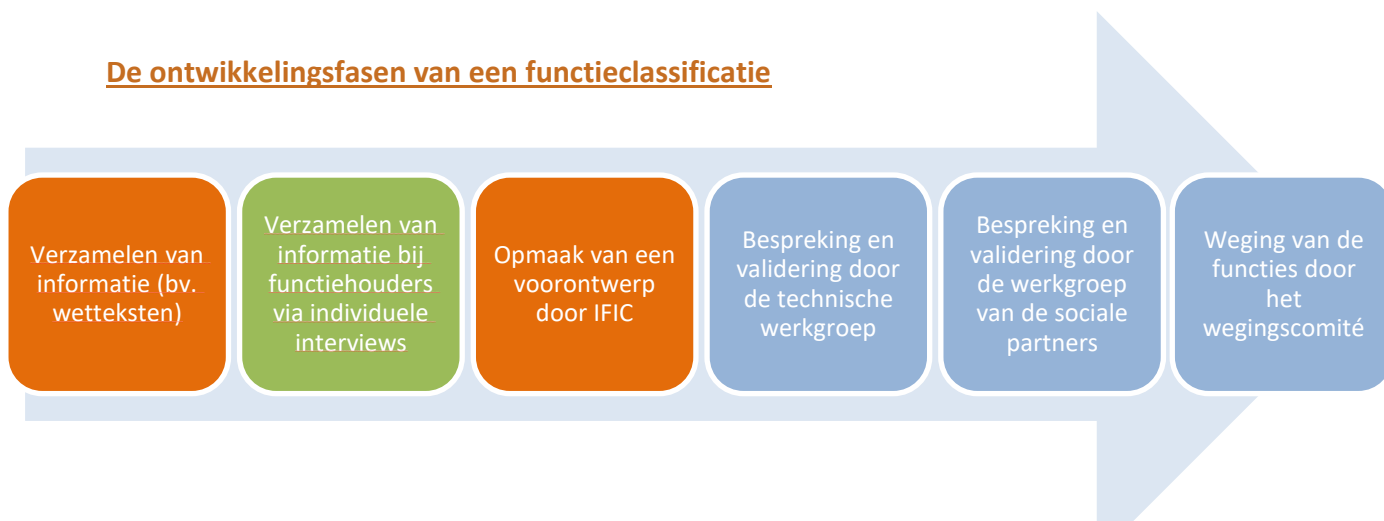 De ontwikkelingsfasen van een functieclassificatie
Verzamelen van
informatie (bv.
wetteksten)
Verzamelen van
informatie bij
functiehouders
via individuele
interviews
Opmaak van een
voorontwerp
door IFIC
Bespreking en
validering door
de technische
werkgroep
Bespreking en
validering door
de werkgroep
van de sociale
partners
Weging van de
functies door
het
wegingscomité